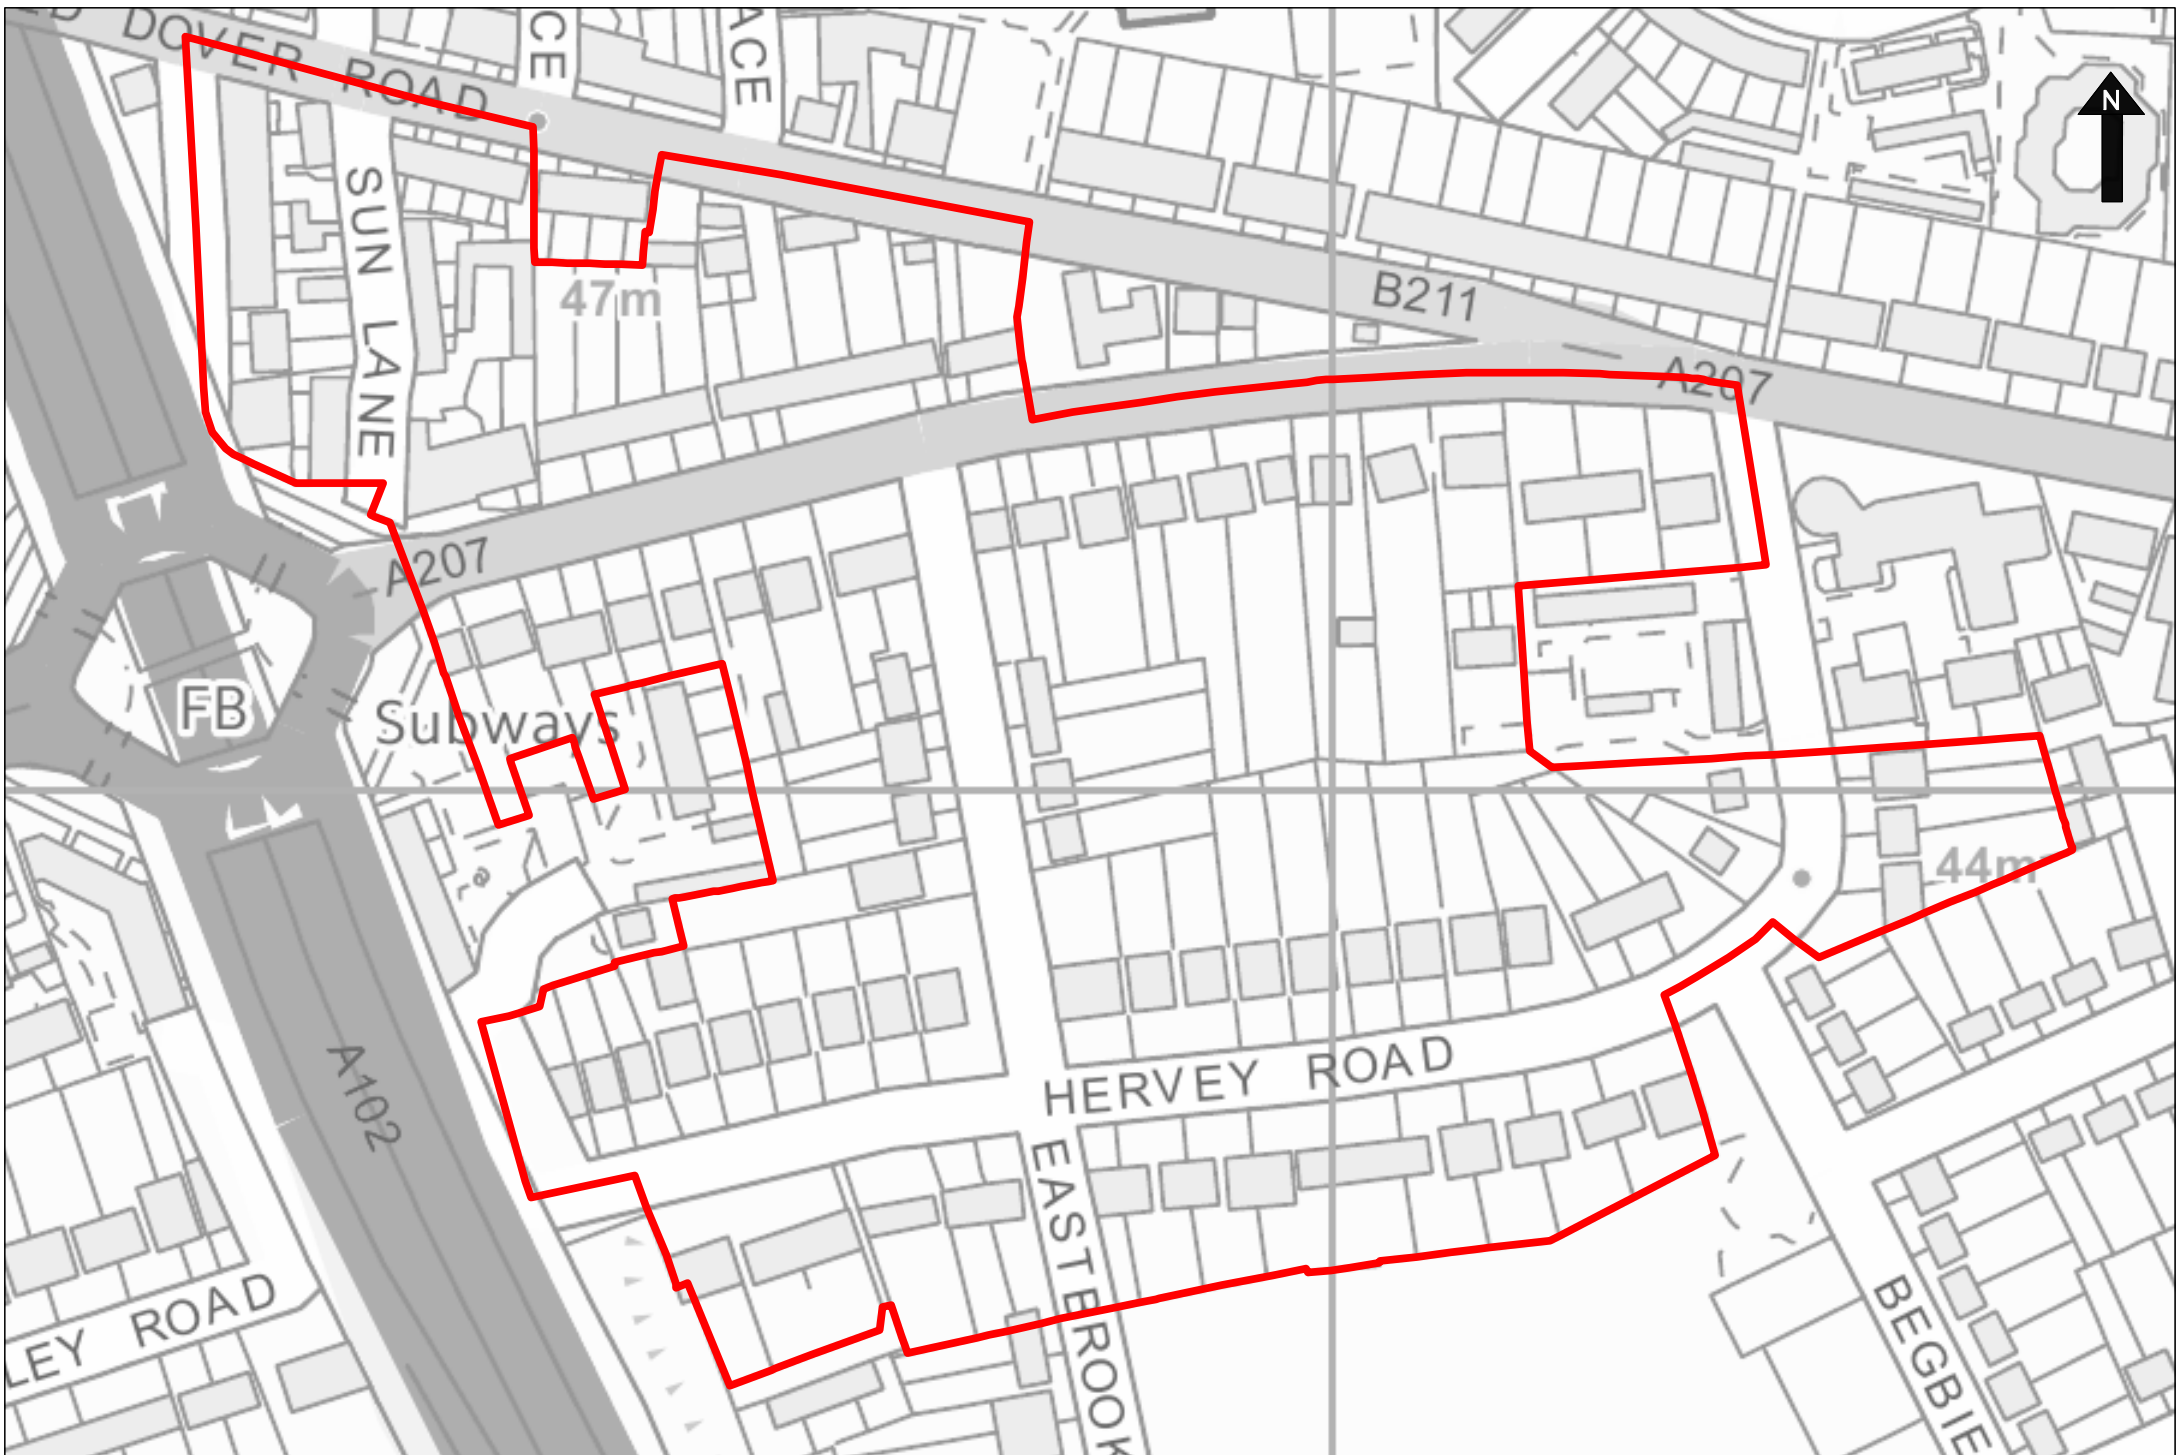 DOVER ROAD
CE
ACE
N
SUN LANE
47m
B211
A207
A207
FB
Subways
44m
A102
HERVEY ROAD
EASTBROOK
LEY ROAD
BEGBIE